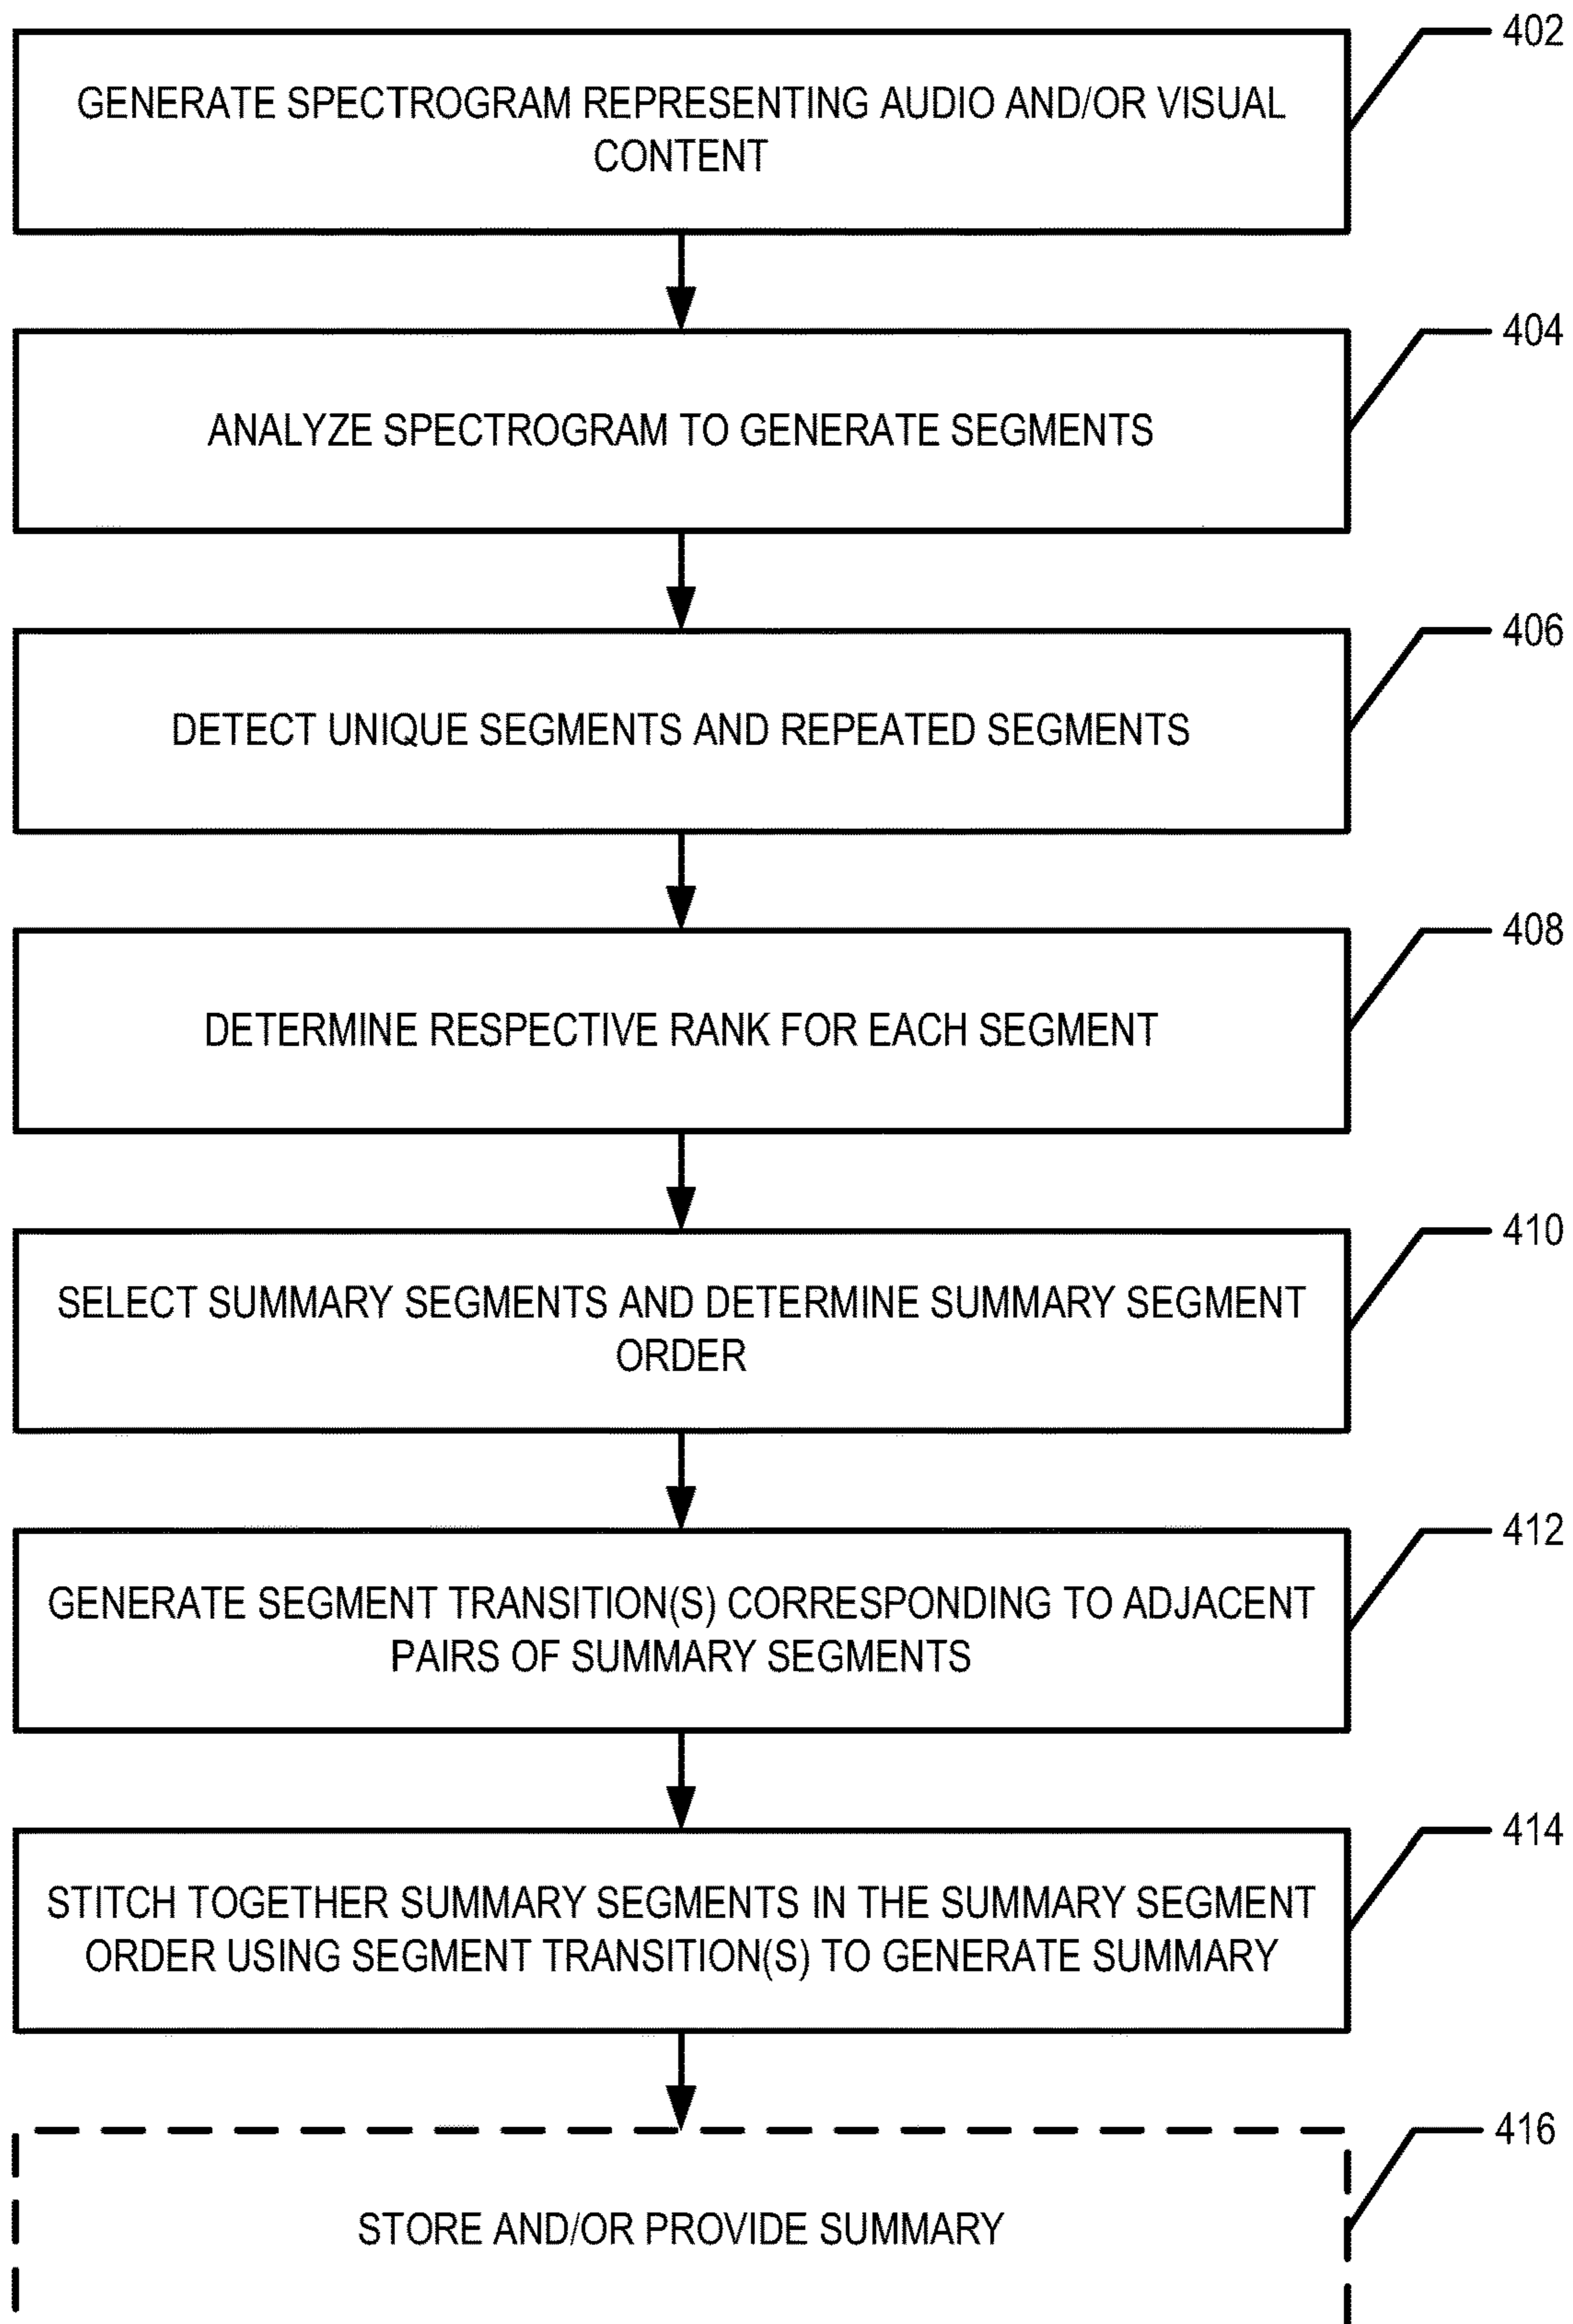 402
GENERATE SPECTROGRAM REPRESENTING AUDIO AND/OR VISUAL
CONTENT
404
ANALYZE SPECTROGRAM TO GENERATE SEGMENTS
406
DETECT UNIQUE SEGMENTS AND REPEATED SEGMENTS
408
DETERMINE RESPECTIVE RANK FOR EACH SEGMENT
410
SELECT SUMMARY SEGMENTS AND DETERMINE SUMMARY SEGMENT
ORDER
412
GENERATE SEGMENT TRANSITION(S) CORRESPONDING TO ADJACENT
PAIRS OF SUMMARY SEGMENTS
414
STITCH TOGETHER SUMMARY SEGMENTS IN THE SUMMARY SEGMENT
ORDER USING SEGMENT TRANSITION(S) TO GENERATE SUMMARY
416
STORE AND/OR PROVIDE SUMMARY